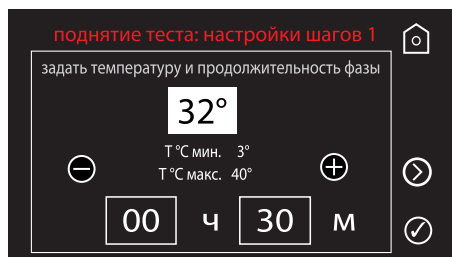 поднятие теста: настройки шагов 1
задать температуру и продолжительность фазы
32°
T °C мин. 3°
T °C макс. 40°
00 ч 30 м